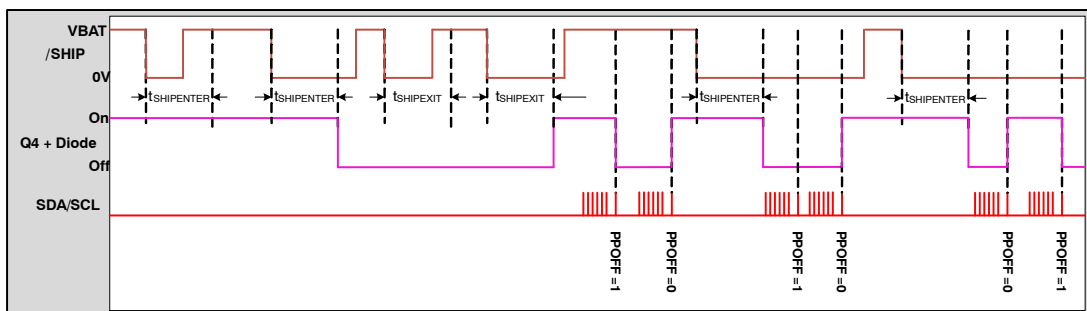 VBAT
/SHIP
0V
tSHIPENTER
tSHIPENTER
tSHIPEXIT
tSHIPEXIT
tSHIPENTER
tSHIPENTER
On
Q4 + Diode
Off
SDA/SCL
PPOFF =1
PPOFF =0
PPOFF =1
PPOFF =0
PPOFF =0
PPOFF =1